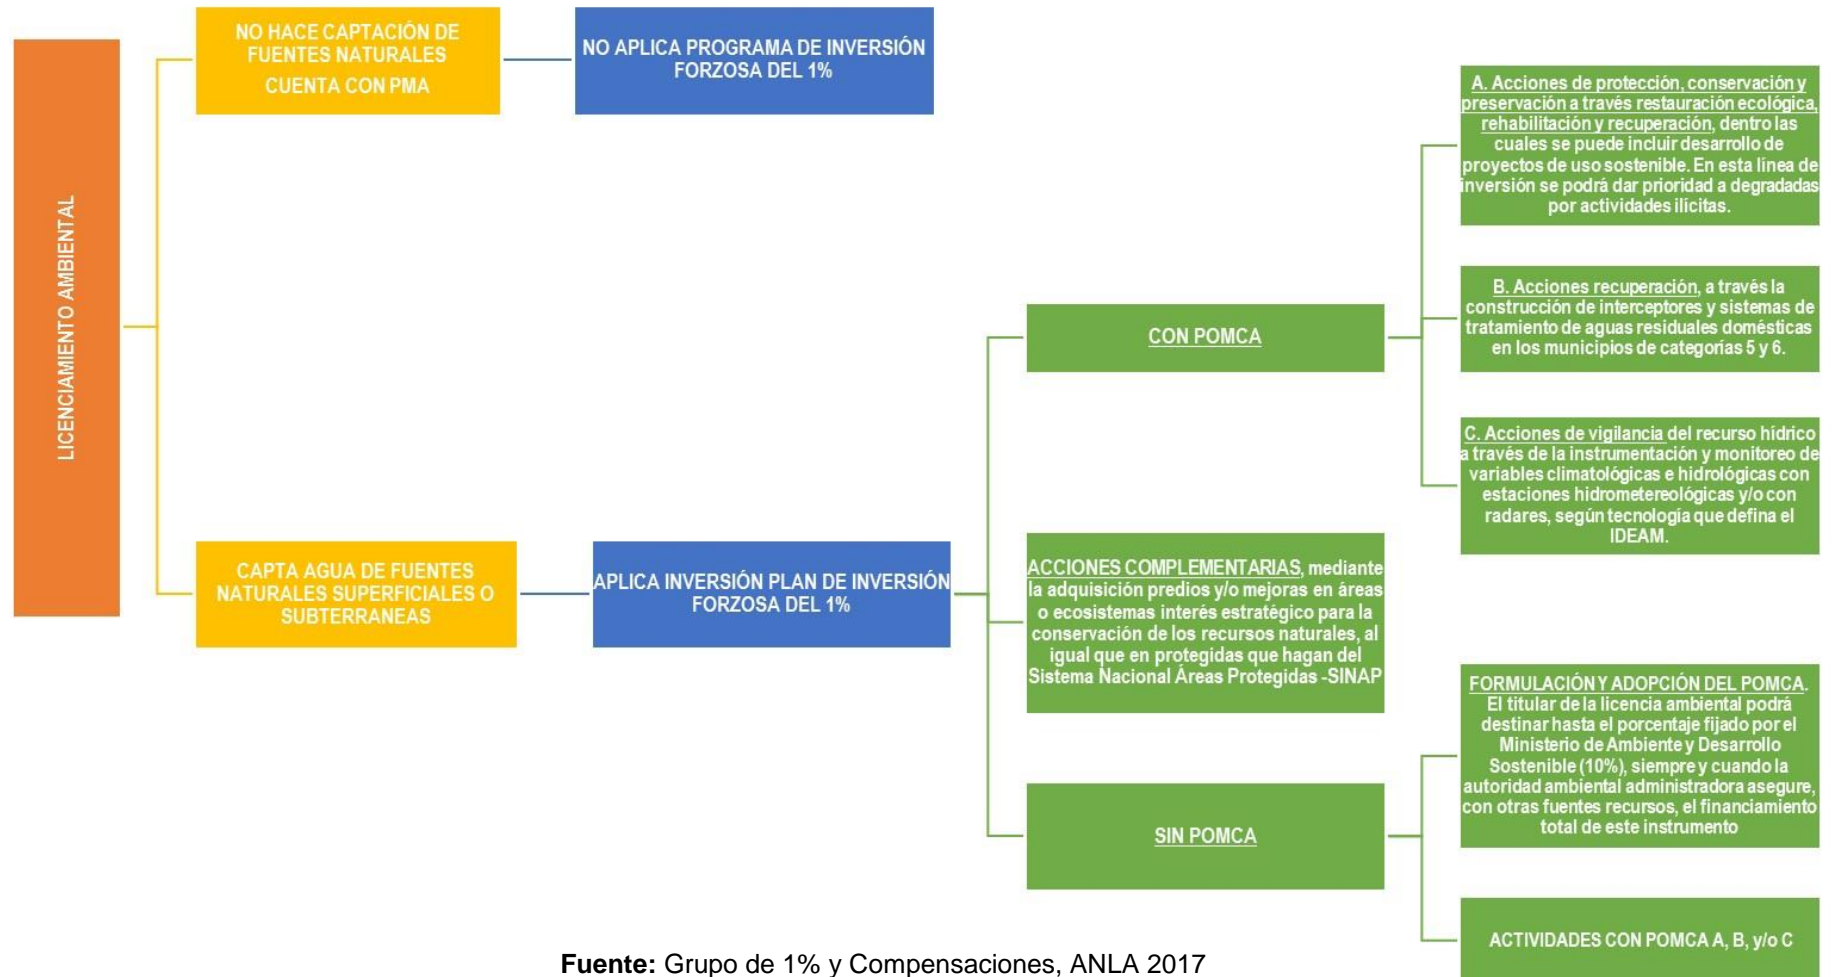 LICENCIAMIENTO AMBIENTAL
NO HACE CAPTACIÓN DE
FUENTES NATURALES
CUENTA CON PMA
NO APLICA PROGRAMA DE INVERSIÓN
FORZOSA DEL 1%
CAPTA AGUA DE FUENTES
NATURALES SUPERFICIALES O
SUBTERRANEAS
APLICA INVERSIÓN PLAN DE INVERSIÓN
FORZOSA DEL 1%
CON POMCA
A. Acciones de protección, conservación y
preservación a través restauración ecológica,
rehabilitación y recuperación, dentro las
cuales se puede incluir desarrollo de
proyectos de uso sostenible. En esta línea de
inversión se podrá dar prioridad a degradadas
por actividades ilícitas.
B. Acciones recuperación, a través la
construcción de interceptores y sistemas de
tratamiento de aguas residuales domésticas
en los municipios de categorías 5 y 6.
C. Acciones de vigilancia del recurso hídrico
a través de la instrumentación y monitoreo de
variables climatológicas e hidrológicas con
estaciones hidrometereológicas y/o con
radares, según tecnología que defina el
IDEAM.
ACCIONES COMPLEMENTARIAS, mediante
la adquisición predios y/o mejoras en áreas
o ecosistemas interés estratégico para la
conservación de los recursos naturales, al
igual que en protegidas que hagan del
Sistema Nacional Áreas Protegidas -SINAP
SIN POMCA
FORMULACIÓN Y ADOPCIÓN DEL POMCA.
El titular de la licencia ambiental podrá
destinar hasta el porcentaje fijado por el
Ministerio de Ambiente y Desarrollo
Sostenible (10%), siempre y cuando la
autoridad ambiental administradora asegure,
con otras fuentes recursos, el financiamiento
total de este instrumento
ACTIVIDADES CON POMCA A, B, y/o C
Fuente: Grupo de 1% y Compensaciones, ANLA 2017